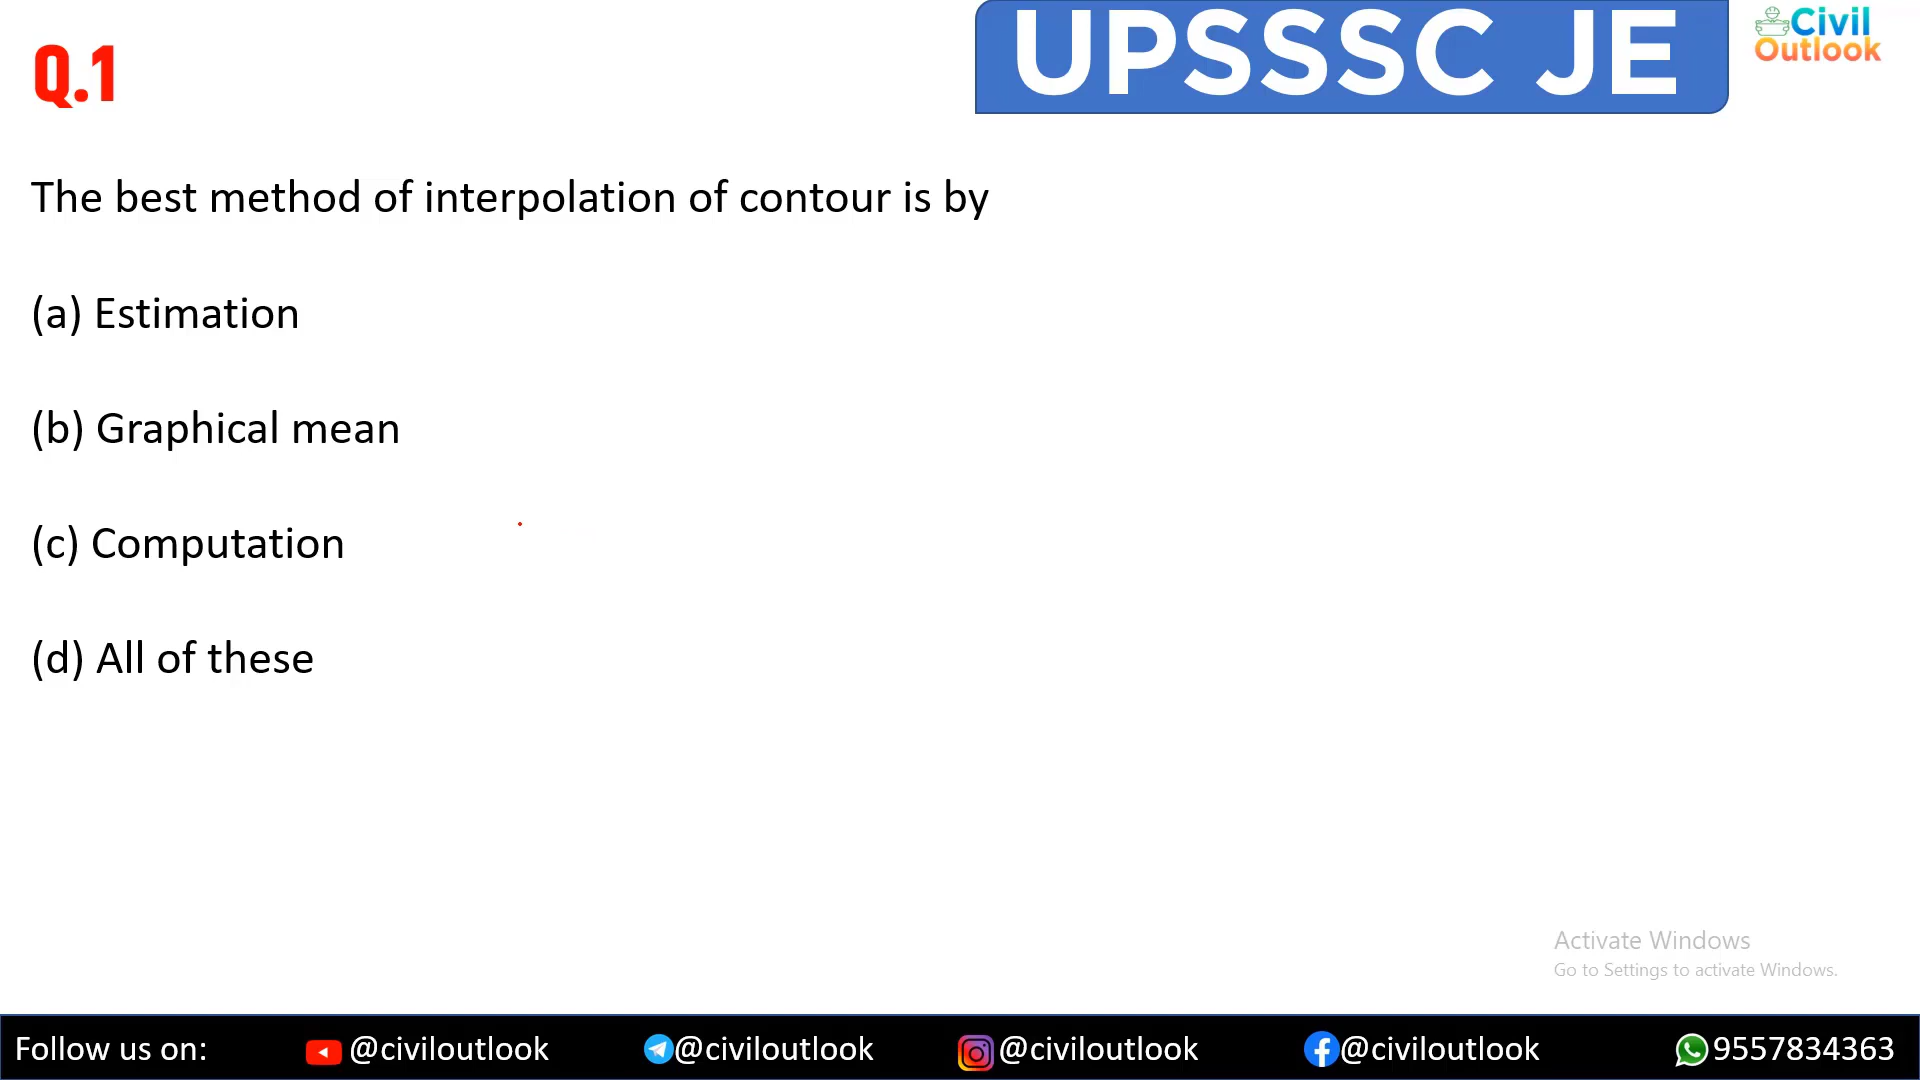 Q.1
UPSSSC JE
Civil
Outlook
The best method of interpolation of contour is by
(a) Estimation
(b) Graphical mean
(c) Computation
(d) All of these
Activate Windows
Go to Settings to activate Windows.
Follow us on: @civiloutlook @civiloutlook @civiloutlook @civiloutlook 9557834363